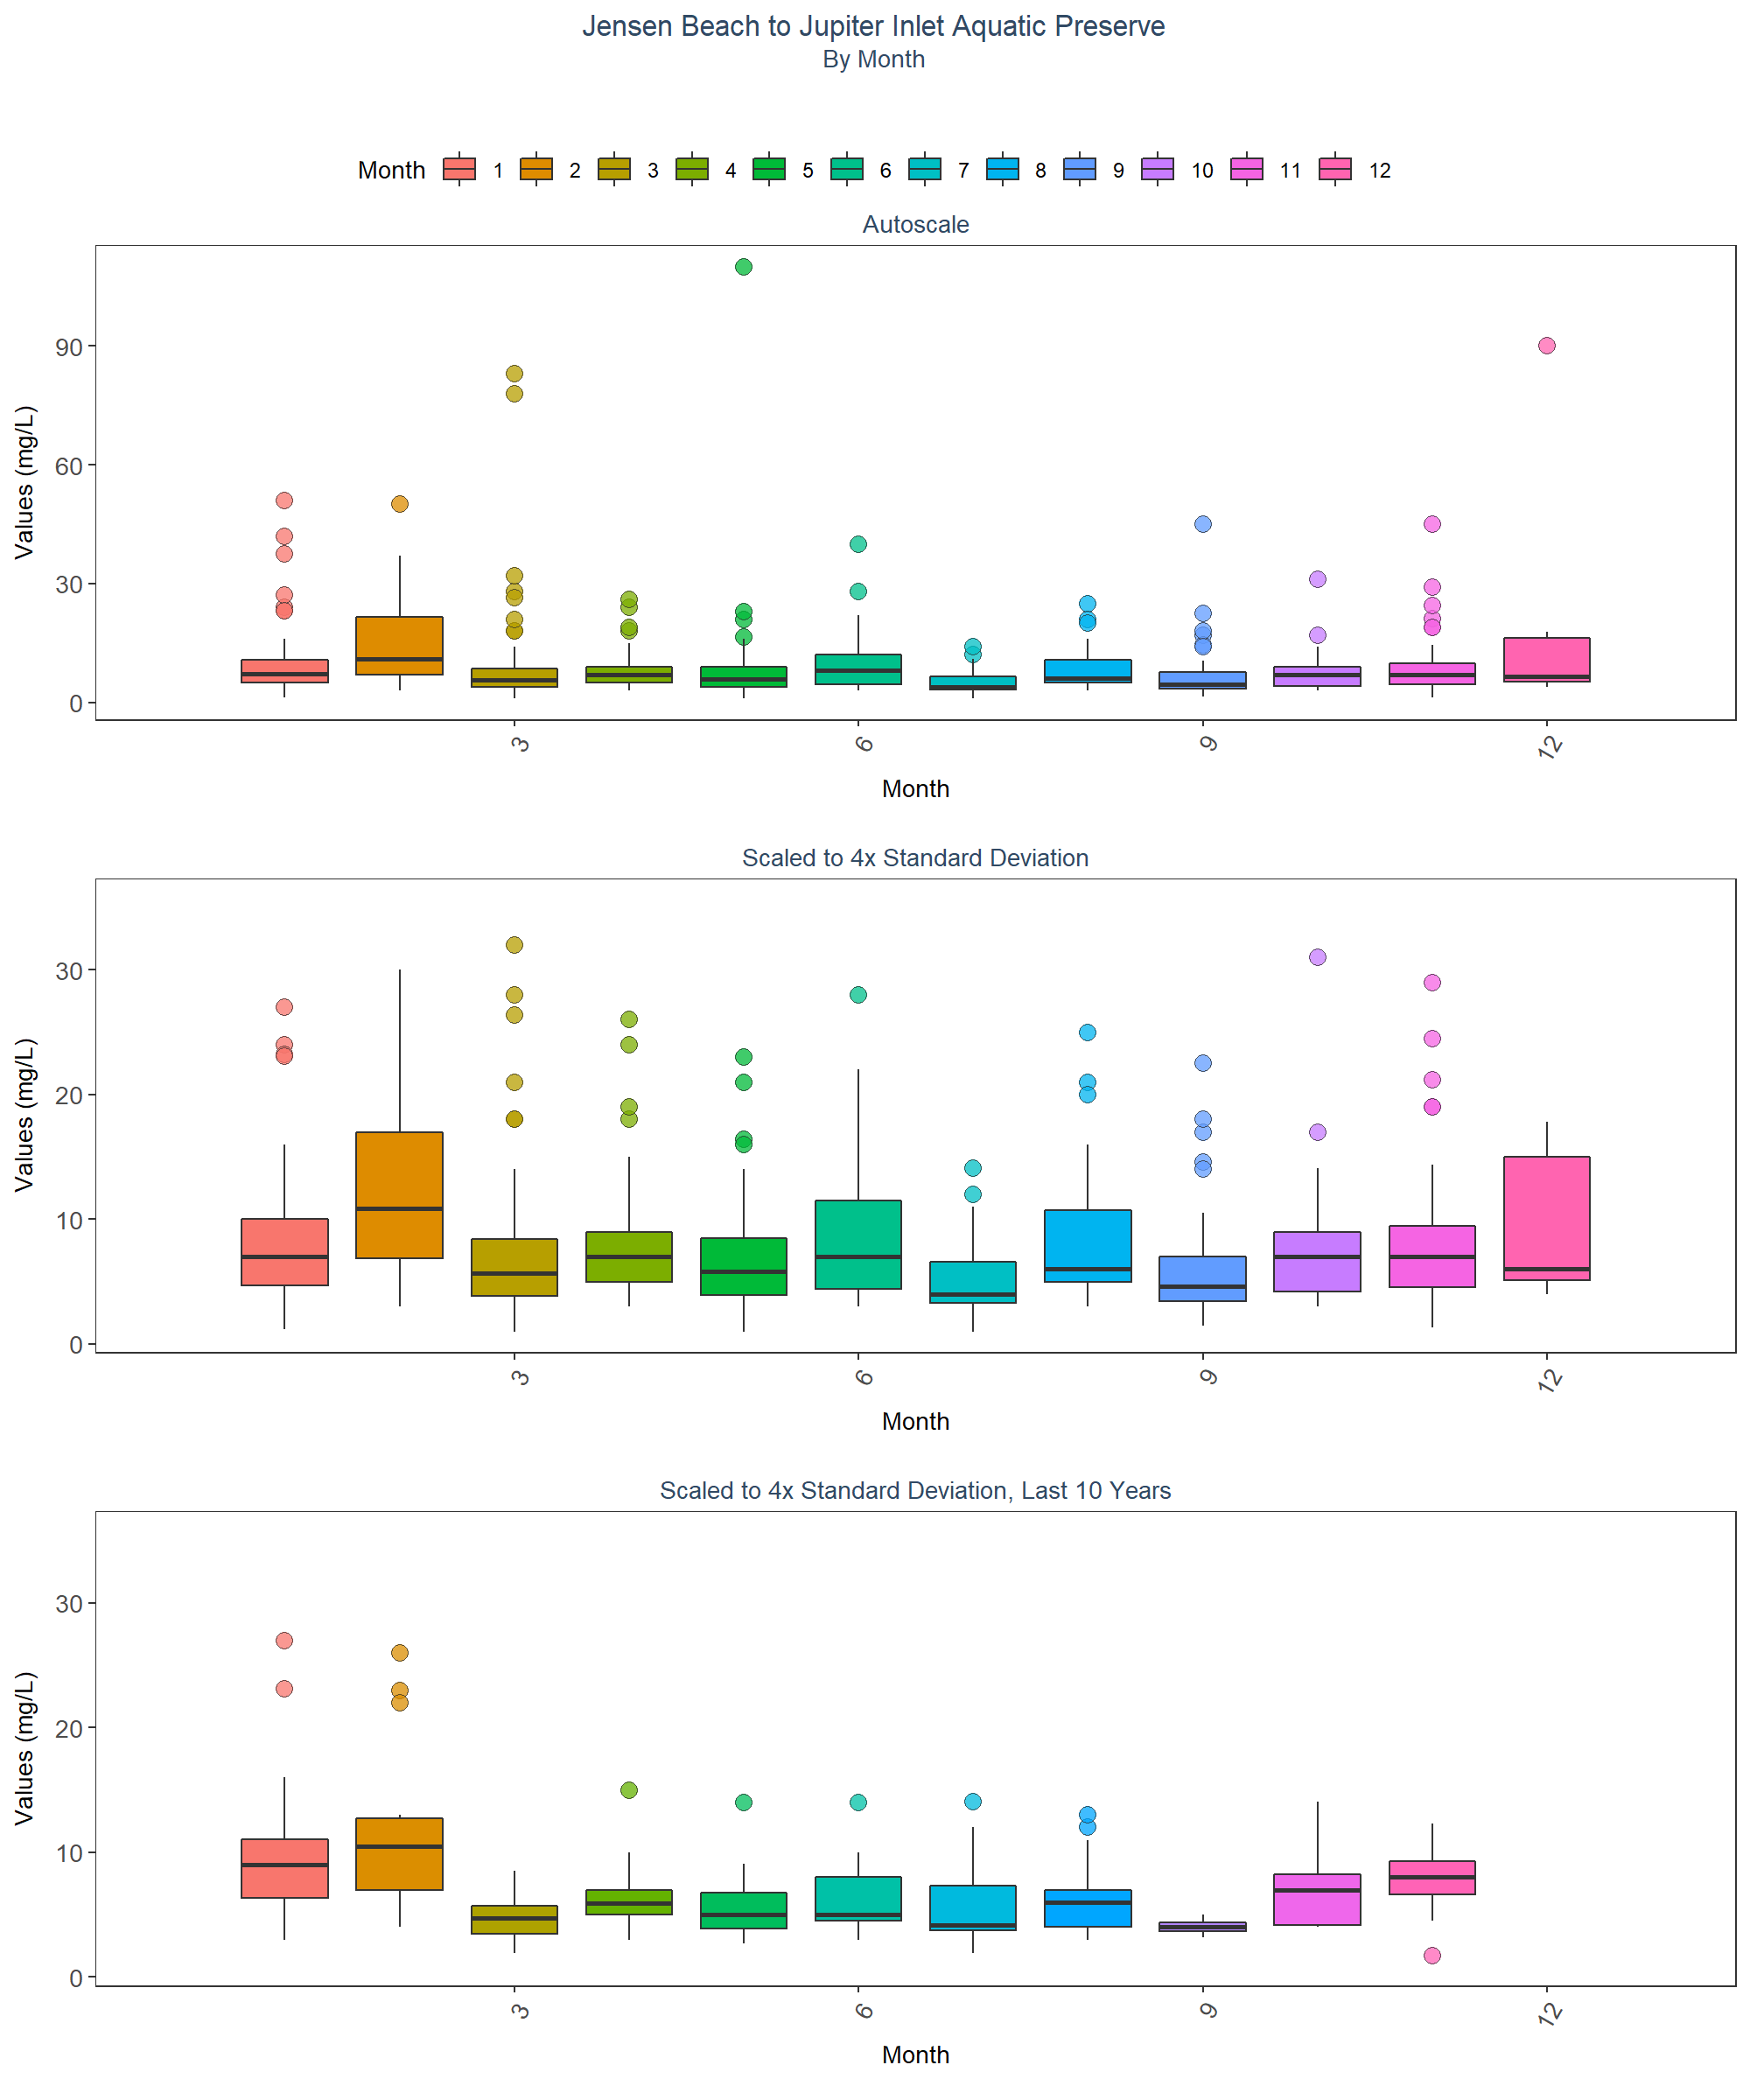 Jensen Beach to Jupiter Inlet Aquatic Preserve
By Month
Month 1 2 3 4 5 6 7 8 9 10 11 12
Autoscale
Values (mg/L)
90
60
30
0
3 6 9 12
Month
Scaled to 4x Standard Deviation
Values (mg/L)
30
20
10
0
3 6 9 12
Month
Scaled to 4x Standard Deviation, Last 10 Years
Values (mg/L)
30
20
10
0
3 6 9 12
Month